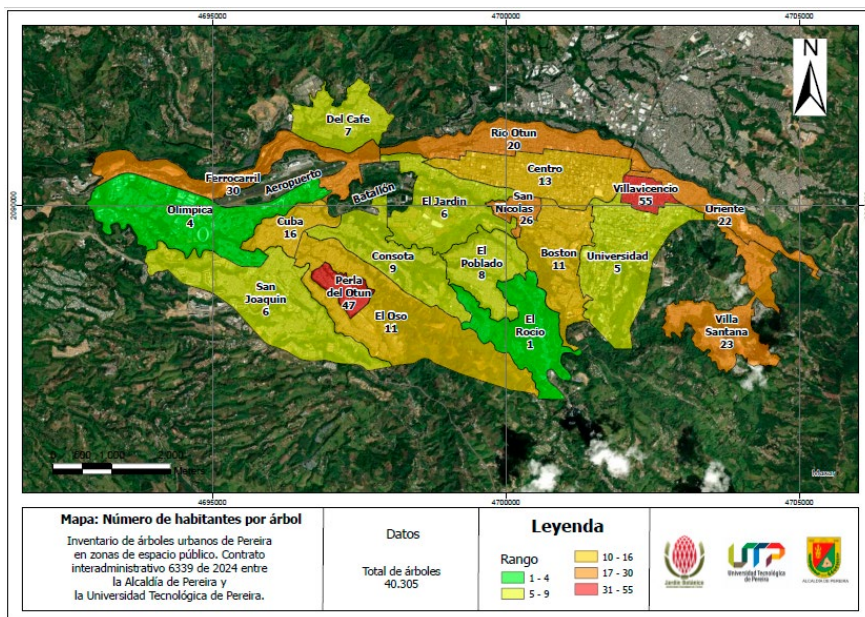 4695000
4700000
4705000
N
Del Cafe
7
Rio Otun
20
Ferrocarril
30
Aeropuerto
Batallón
Centro
13
Villavicencio
55
Olimpica
4
El Jardin
6
San
Nicolas
26
Oriente
22
Cuba
16
Consota
9
El
Poblado
8
Boston
11
Universidad
5
San
Joaquin
6
Perla
del Otun
47
El Oso
11
El
Rocio
1
Villa
Santana
23
2090000
2090000
4695000
4700000
4705000
Mapa: Número de habitantes por árbol
Inventario de árboles urbanos de Pereira
en zonas de espacio público. Contrato
interadministrativo 6339 de 2024 entre
la Alcaldía de Pereira y
la Universidad Tecnológica de Pereira.
Datos
Total de árboles
40.305
Leyenda
Rango
1 - 4
5 - 9
10 - 16
17 - 30
31 - 55
Jardín Botánico
UTP
Universidad Tecnológica
de Pereira
ALCALDÍA DE PEREIRA